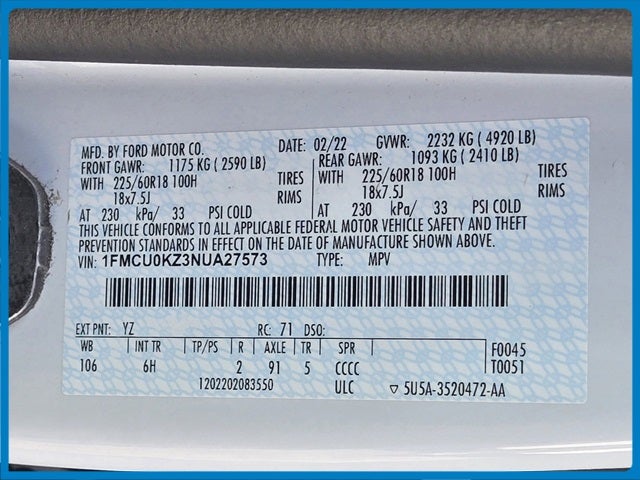 MFD. BY FORD MOTOR CO. DATE: 02/22 GVWR: 2232 KG (4920 LB)
FRONT GAWR: 1175 KG (2590 LB) REAR GAWR: 1093 KG (2410 LB)
WITH 225/60R18 100H TIRES WITH 225/60R18 100H TIRES
18x7.5J RIMS 18x7.5J RIMS
AT 230 kPa/ 33 PSI COLD AT 230 kPa/ 33 PSI COLD
THIS VEHICLE CONFORMS TO ALL APPLICABLE FEDERAL MOTOR VEHICLE SAFETY AND THEFT
PREVENTION STANDARDS IN EFFECT ON THE DATE OF MANUFACTURE SHOWN ABOVE.
VIN: 1FMCU0KZ3NUA27573 TYPE: MPV
EXT PNT: YZ RC: 71 DSO:
WB INT TR TP/PS R AXLE TR SPR F0045
106 6H 2 91 5 CCCC T0051
1202202083550 ULC ▽ 5U5A-3520472-AA